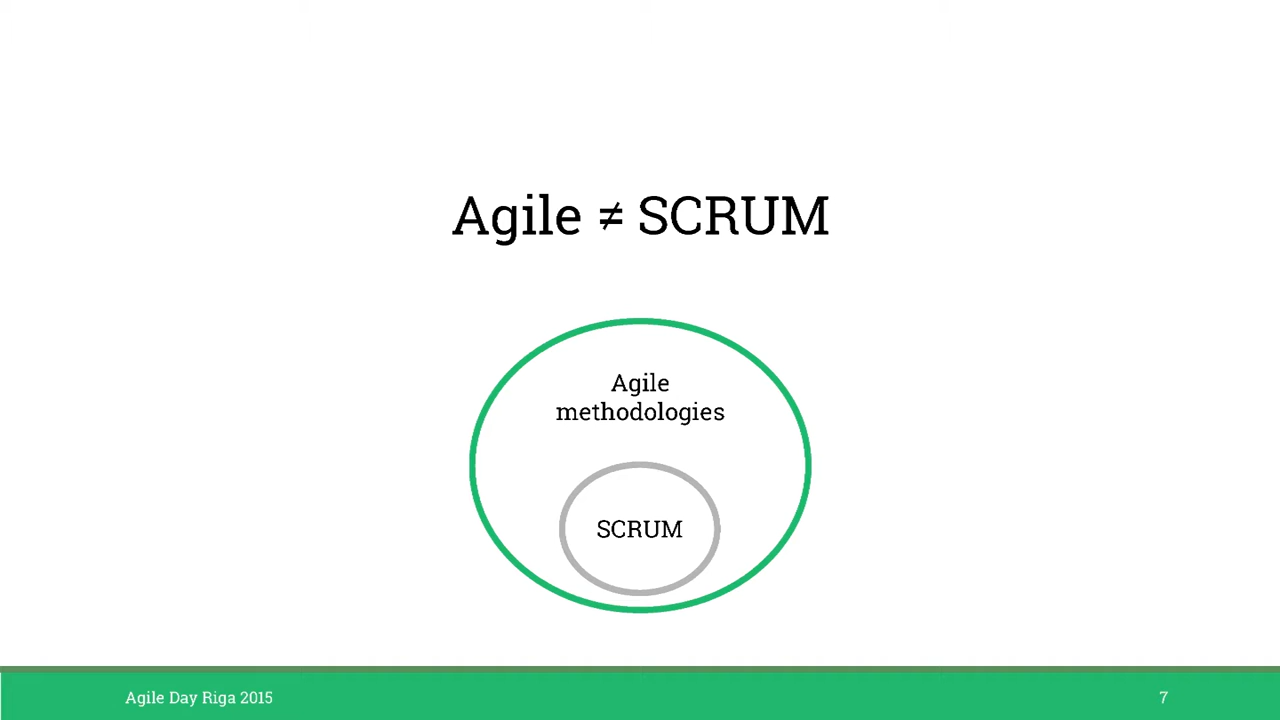 Agile ≠ SCRUM
Agile
methodologies
SCRUM
Agile Day Riga 2015
7